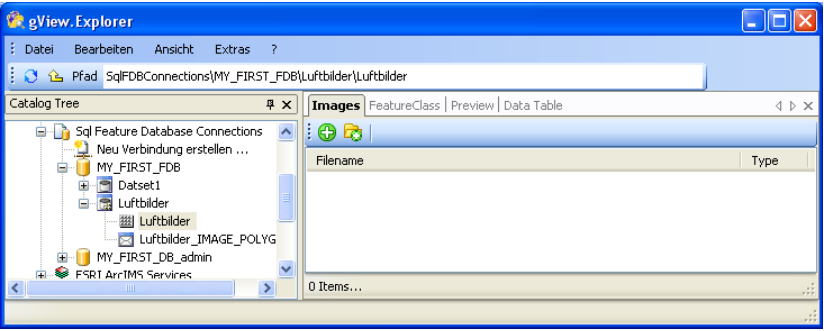 gView.Explorer
Datei Bearbeiten Ansicht Extras ?
Pfad SqlFDBConnections\MY_FIRST_FDB\Luftbilder\Luftbilder
Catalog Tree
Sql Feature Database Connections
Neu Verbindung erstellen ...
MY_FIRST_FDB
Datset1
Luftbilder
Luftbilder
Luftbilder_IMAGE_POLYG
MY_FIRST_DB_admin
ESRI ArcIMS Services
Images FeatureClass Preview Data Table
Filename Type
0 Items...